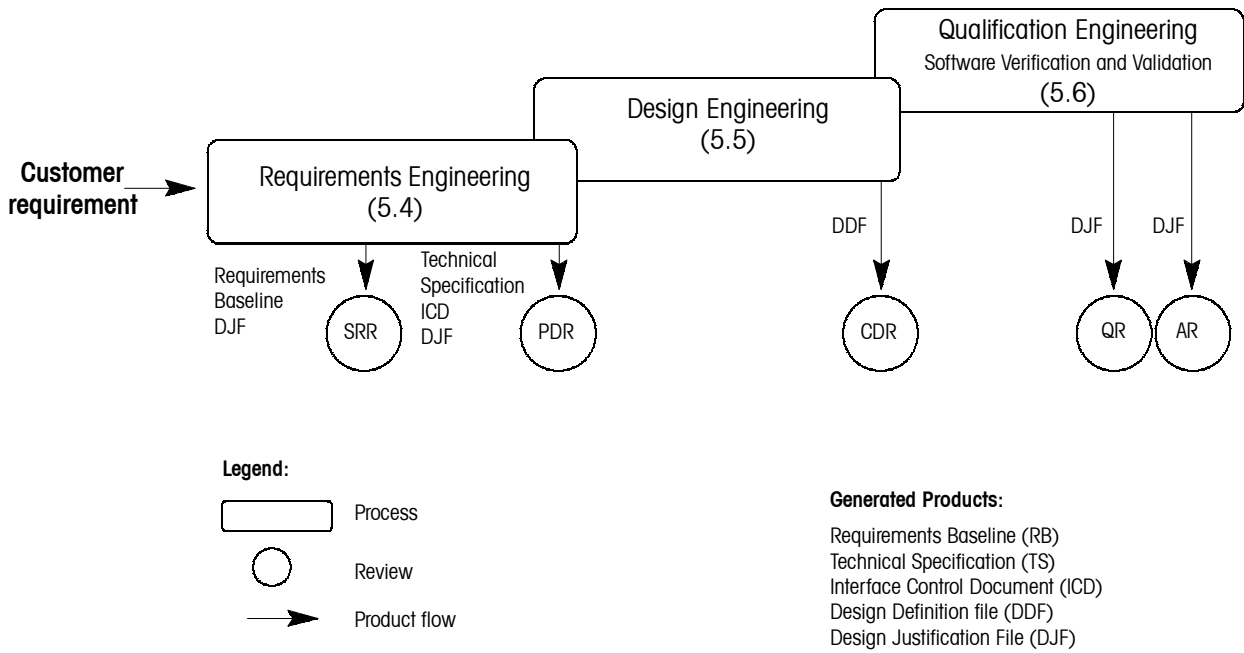 Qualification Engineering
Software Verification and Validation
(5.6)
Design Engineering
(5.5)
Customer
requirement
Requirements Engineering
(5.4)
DDF
DJF
DJF
Requirements
Baseline
DJF
SRR
Technical
Specification
ICD
DJF
PDR
CDR
QR
AR
Legend:
Process
Review
Product flow
Generated Products:
Requirements Baseline (RB)
Technical Specification (TS)
Interface Control Document (ICD)
Design Definition file (DDF)
Design Justification File (DJF)